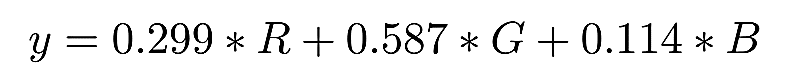 y = 0.299 * R + 0.587 * G + 0.114 * B